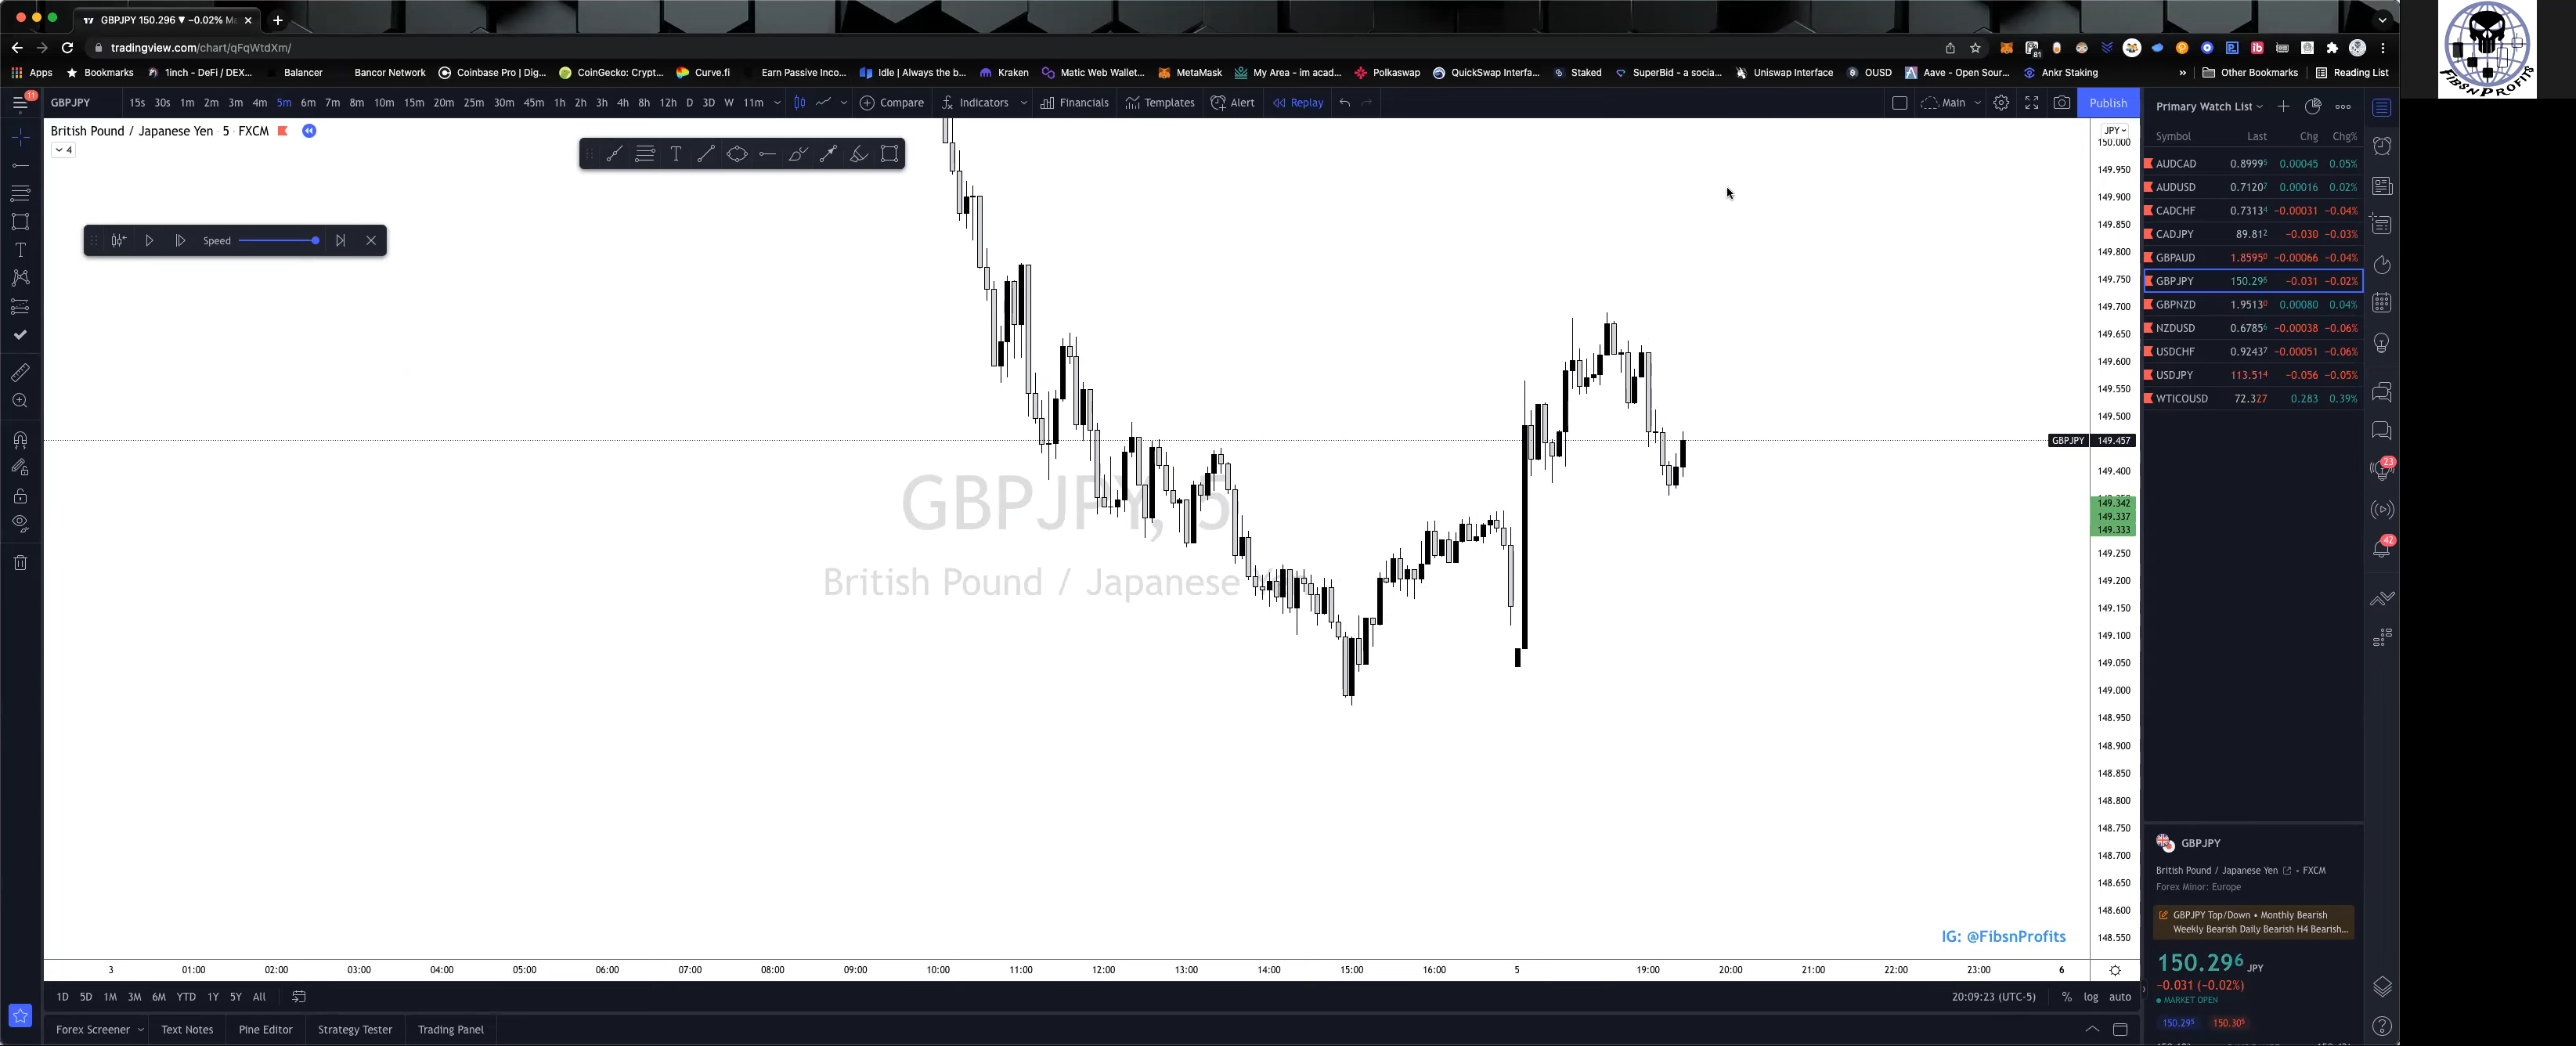 GBPJPY 150.296 ▼ −0.02% Ma
tradingview.com/chart/qFqWtdXm/
Apps Bookmarks 1inch - DeFi / DEX... Balancer Bancor Network Coinbase Pro | Dig... CoinGecko: Crypt... Curve.fi Earn Passive Inco... Idle | Always the b... Kraken Matic Web Wallet... MetaMask My Area - im acad... Polkaswap QuickSwap Interfa... Staked SuperBid - a socia... Uniswap Interface OUSD Aave - Open Sour... Ankr Staking » Other Bookmarks Reading List
FIBSNPROFITS
11
GBPJPY 15s 30s 1m 2m 3m 4m 5m 6m 7m 8m 10m 15m 20m 25m 30m 45m 1h 2h 3h 4h 8h 12h D 3D W 11m Compare Indicators Financials Templates Alert Replay Main Publish
Primary Watch List
British Pound / Japanese Yen · 5 · FXCM
4
Speed
GBPJPY, 5
British Pound / Japanese
JPY
150.000
149.950
149.900
149.850
149.800
149.750
149.700
149.650
149.600
149.550
149.500
GBPJPY 149.457
149.400
149.342
149.337
149.333
149.250
149.200
149.150
149.100
149.050
149.000
148.950
148.900
148.850
148.800
148.750
148.700
148.650
148.600
148.550
IG: @FibsnProfits
3 01:00 02:00 03:00 04:00 05:00 06:00 07:00 08:00 09:00 10:00 11:00 12:00 13:00 14:00 15:00 16:00 5 19:00 20:00 21:00 22:00 23:00 6
1D 5D 1M 3M 6M YTD 1Y 5Y All
20:09:23 (UTC-5) % log auto
Forex Screener Text Notes Pine Editor Strategy Tester Trading Panel
Symbol Last Chg Chg%
AUDCAD 0.89995 0.00045 0.05%
AUDUSD 0.71207 0.00016 0.02%
CADCHF 0.73134 −0.00031 −0.04%
CADJPY 89.812 −0.030 −0.03%
GBPAUD 1.85950 −0.00066 −0.04%
GBPJPY 150.296 −0.031 −0.02%
GBPNZD 1.95130 0.00080 0.04%
NZDUSD 0.67856 −0.00038 −0.06%
USDCHF 0.92437 −0.00051 −0.06%
USDJPY 113.514 −0.056 −0.05%
WTICOUSD 72.327 0.283 0.39%
23
42
GBPJPY
British Pound / Japanese Yen • FXCM
Forex Minor: Europe
GBPJPY Top/Down • Monthly Bearish
Weekly Bearish Daily Bearish H4 Bearish...
150.296 JPY
−0.031 (−0.02%)
MARKET OPEN
150.295 150.305